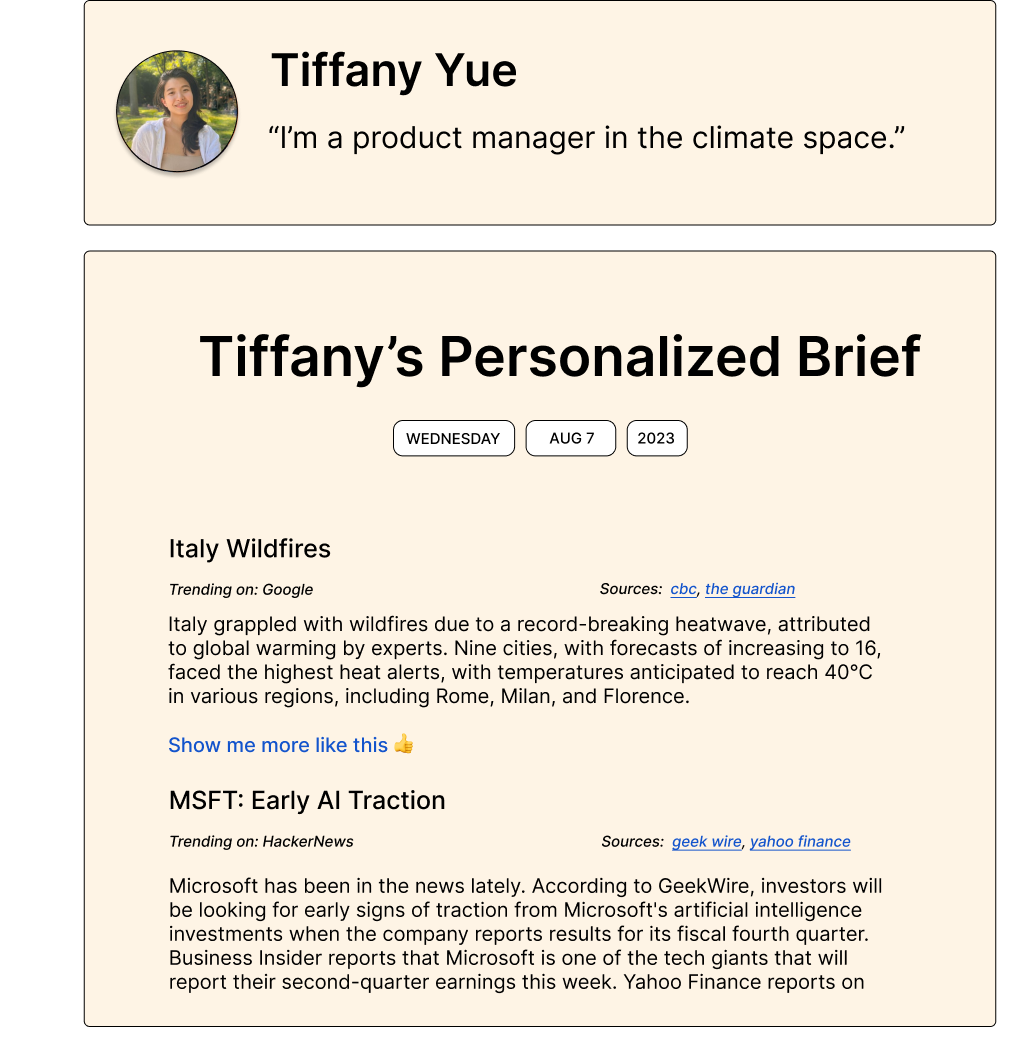 Tiffany Yue
“I’m a product manager in the climate space.”
Tiffany’s Personalized Brief
WEDNESDAY AUG 7 2023
Italy Wildfires
Trending on: Google Sources: cbc, the guardian
Italy grappled with wildfires due to a record-breaking heatwave, attributed
to global warming by experts. Nine cities, with forecasts of increasing to 16,
faced the highest heat alerts, with temperatures anticipated to reach 40°C
in various regions, including Rome, Milan, and Florence.
Show me more like this 👍
MSFT: Early AI Traction
Trending on: HackerNews Sources: geek wire, yahoo finance
Microsoft has been in the news lately. According to GeekWire, investors will
be looking for early signs of traction from Microsoft's artificial intelligence
investments when the company reports results for its fiscal fourth quarter.
Business Insider reports that Microsoft is one of the tech giants that will
report their second-quarter earnings this week. Yahoo Finance reports on